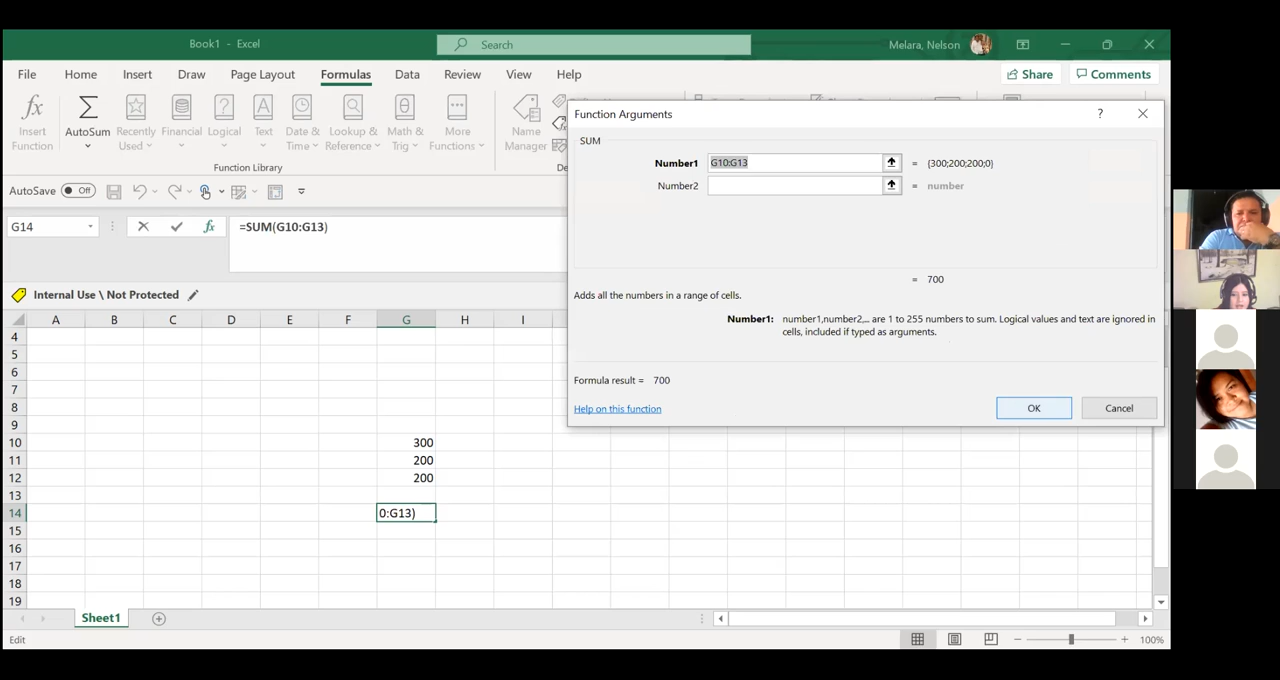 Book1 - Excel
Search
Melara, Nelson
File Home Insert Draw Page Layout Formulas Data Review View Help
Share Comments
Insert Function
AutoSum
Recently Used
Financial
Logical
Text
Date & Time
Lookup & Reference
Math & Trig
More Functions
Name Manager
Function Library
AutoSave Off
G14
fx =SUM(G10:G13)
Internal Use \ Not Protected
Function Arguments
SUM
Number1 G10:G13 = {300;200;200;0}
Number2 = number
= 700
Adds all the numbers in a range of cells.
Number1: number1,number2,... are 1 to 255 numbers to sum. Logical values and text are ignored in
cells, included if typed as arguments.
Formula result = 700
Help on this function
OK Cancel
A B C D E F G H I
4
5
6
7
8
9
10 300
11 200
12 200
13
14 0:G13)
15
16
17
18
19
Sheet1
Edit
100%